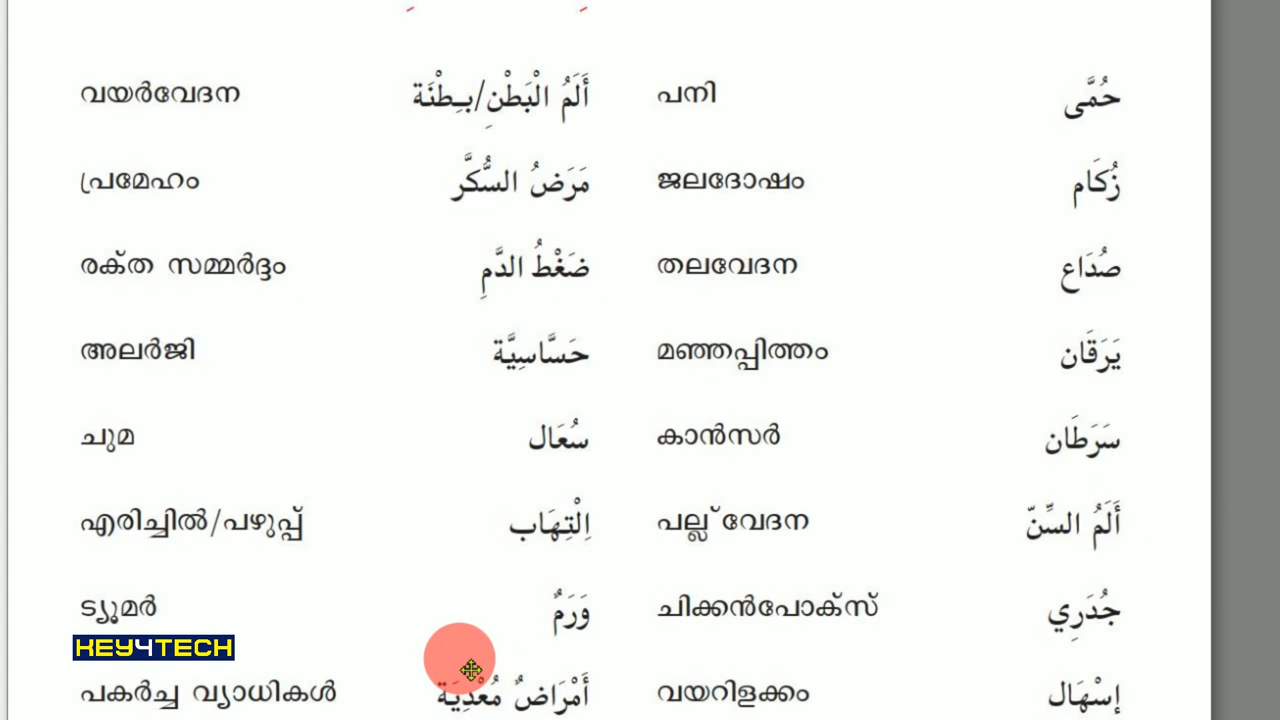 വയർവേദന أَلَمُ الْبَطْنِ/بِطْنَة പനി حُمَّى
പ്രമേഹം مَرَضُ السُّكَّر ജലദോഷം زُكَام
രക്ത സമ്മർദ്ദം ضَغْطُ الدَّمِ തലവേദന صُدَاع
അലർജി حَسَّاسِيَّة മഞ്ഞപ്പിത്തം يَرَقَان
ചുമ سُعَال കാൻസർ سَرَطَان
എരിച്ചിൽ/പഴുപ്പ് اِلْتِهَاب പല്ല് വേദന أَلَمُ السِّنّ
ട്യൂമർ وَرَمٌ ചിക്കൻപോക്സ് جُدَرِي
KEY4TECH
പകർച്ച വ്യാധികൾ أَمْرَاضٌ مُعْدِيَة വയറിളക്കം إِسْهَال